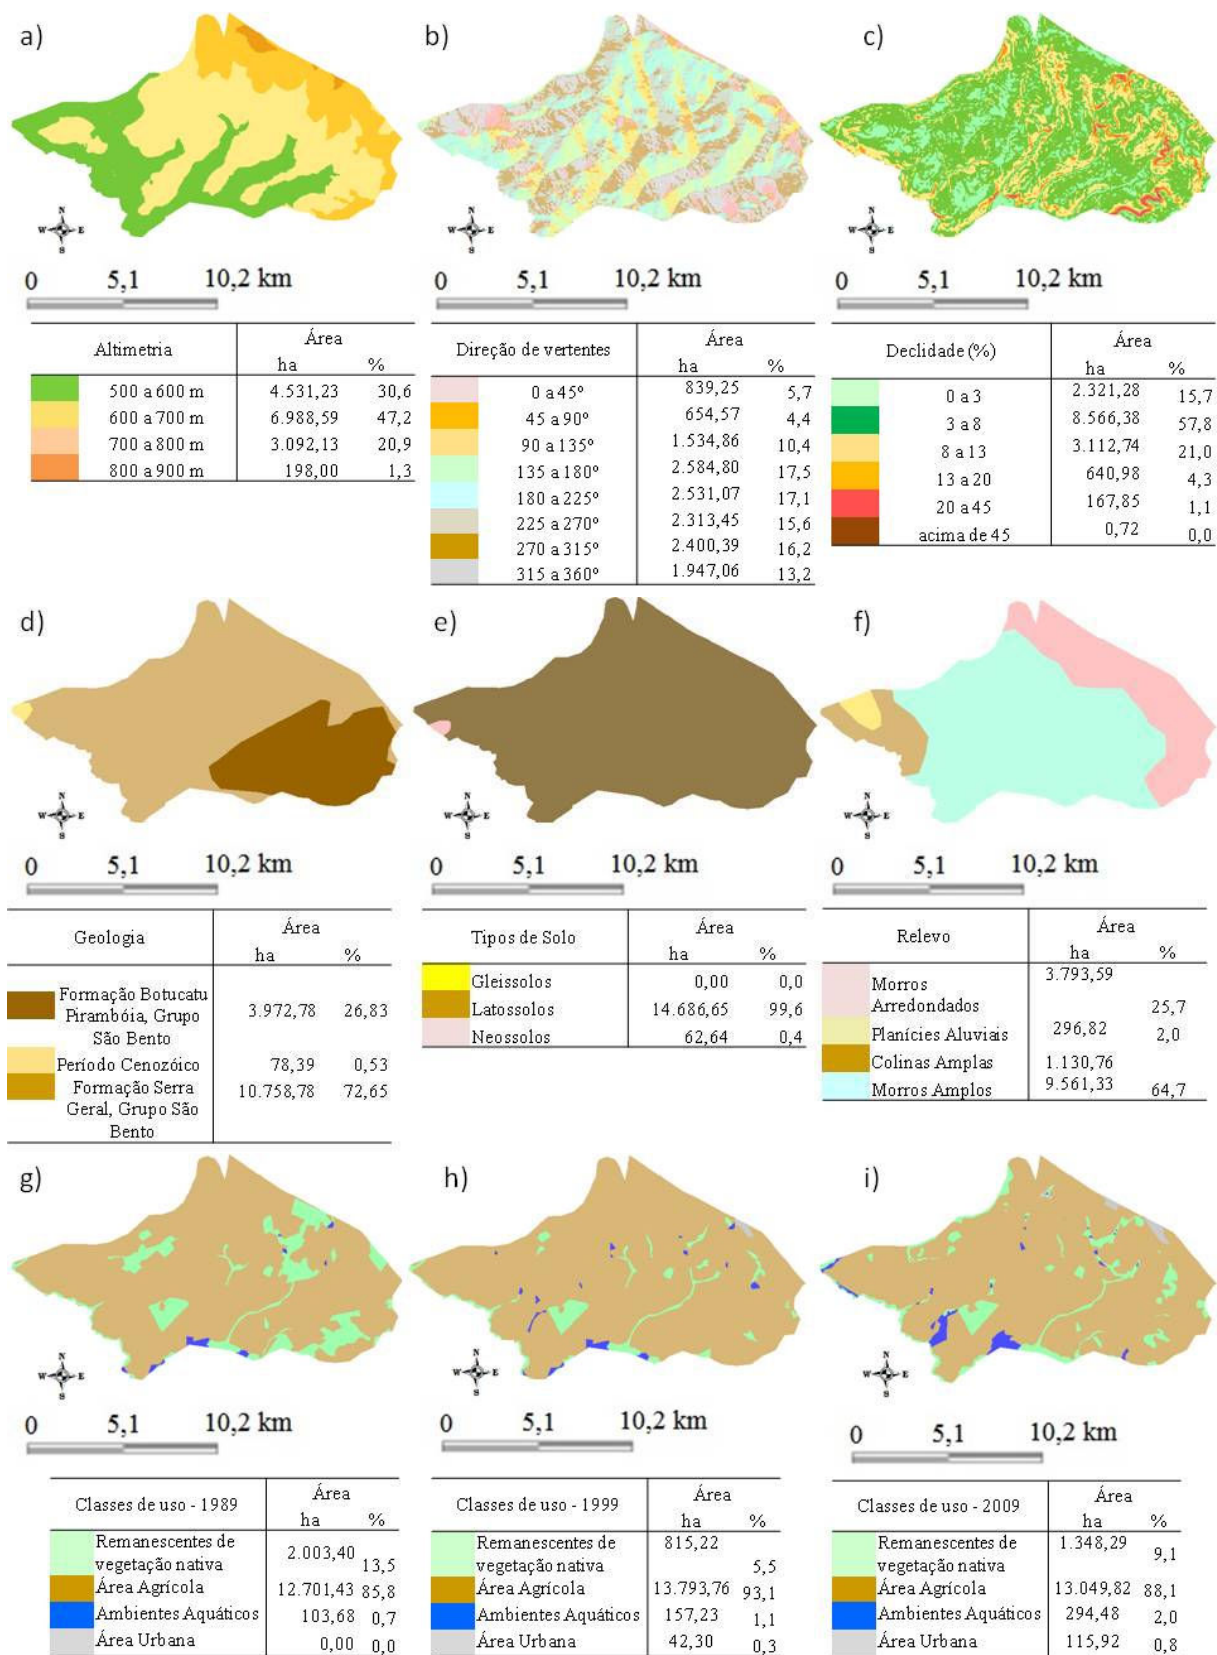 a)
b)
c)
N
W E
S
N
W E
S
N
W E
S
0 5,1 10,2 km
0 5,1 10,2 km
0 5,1 10,2 km
Altimetria Área
ha %
500 a 600 m 4.531,23 30,6
600 a 700 m 6.988,59 47,2
700 a 800 m 3.092,13 20,9
800 a 900 m 198,00 1,3
Direção de vertentes Área
ha %
0 a 45º 839,25 5,7
45 a 90º 654,57 4,4
90 a 135º 1.534,86 10,4
135 a 180º 2.584,80 17,5
180 a 225º 2.531,07 17,1
225 a 270º 2.313,45 15,6
270 a 315º 2.400,39 16,2
315 a 360º 1.947,06 13,2
Declidade (%) Área
ha %
0 a 3 2.321,28 15,7
3 a 8 8.566,38 57,8
8 a 13 3.112,74 21,0
13 a 20 640,98 4,3
20 a 45 167,85 1,1
acima de 45 0,72 0,0
d)
e)
f)
N
W E
S
N
W E
S
N
W E
S
0 5,1 10,2 km
0 5,1 10,2 km
0 5,1 10,2 km
Geologia Área
ha %
Formação Botucatu
Pirambóia, Grupo 3.972,78 26,83
São Bento
Período Cenozóico 78,39 0,53
Formação Serra
Geral, Grupo São 10.758,78 72,65
Bento
Tipos de Solo Área
ha %
Gleissolos 0,00 0,0
Latossolos 14.686,65 99,6
Neossolos 62,64 0,4
Relevo Área
ha %
Morros 3.793,59
Arredondados 25,7
Planícies Aluviais 296,82 2,0
Colinas Amplas 1.130,76
Morros Amplos 9.561,33 64,7
g)
h)
i)
N
W E
S
N
W E
S
N
W E
S
0 5,1 10,2 km
0 5,1 10,2 km
0 5,1 10,2 km
Classes de uso - 1989 Área
ha %
Remanescentes de 2.003,40
vegetação nativa 13,5
Área Agrícola 12.701,43 85,8
Ambientes Aquáticos 103,68 0,7
Área Urbana 0,00 0,0
Classes de uso - 1999 Área
ha %
Remanescentes de 815,22
vegetação nativa 5,5
Área Agrícola 13.793,76 93,1
Ambientes Aquáticos 157,23 1,1
Área Urbana 42,30 0,3
Classes de uso - 2009 Área
ha %
Remanescentes de 1.348,29
vegetação nativa 9,1
Área Agrícola 13.049,82 88,1
Ambientes Aquáticos 294,48 2,0
Área Urbana 115,92 0,8